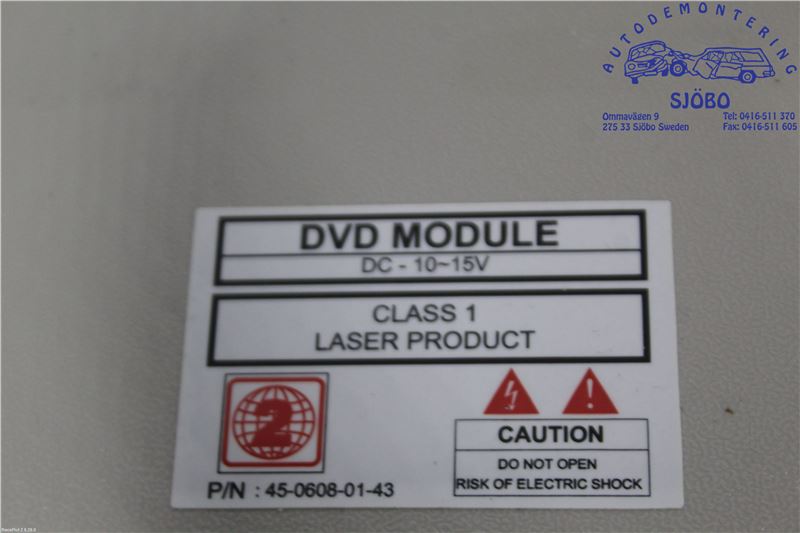 AUTODEMONTERING
SJÖBO
Ommavägen 9 Tel: 0416-511 370
275 33 Sjöbo Sweden Fax: 0416-511 605
DVD MODULE
DC - 10~15V
CLASS 1
LASER PRODUCT
2
CAUTION
DO NOT OPEN
RISK OF ELECTRIC SHOCK
P/N : 45-0608-01-43